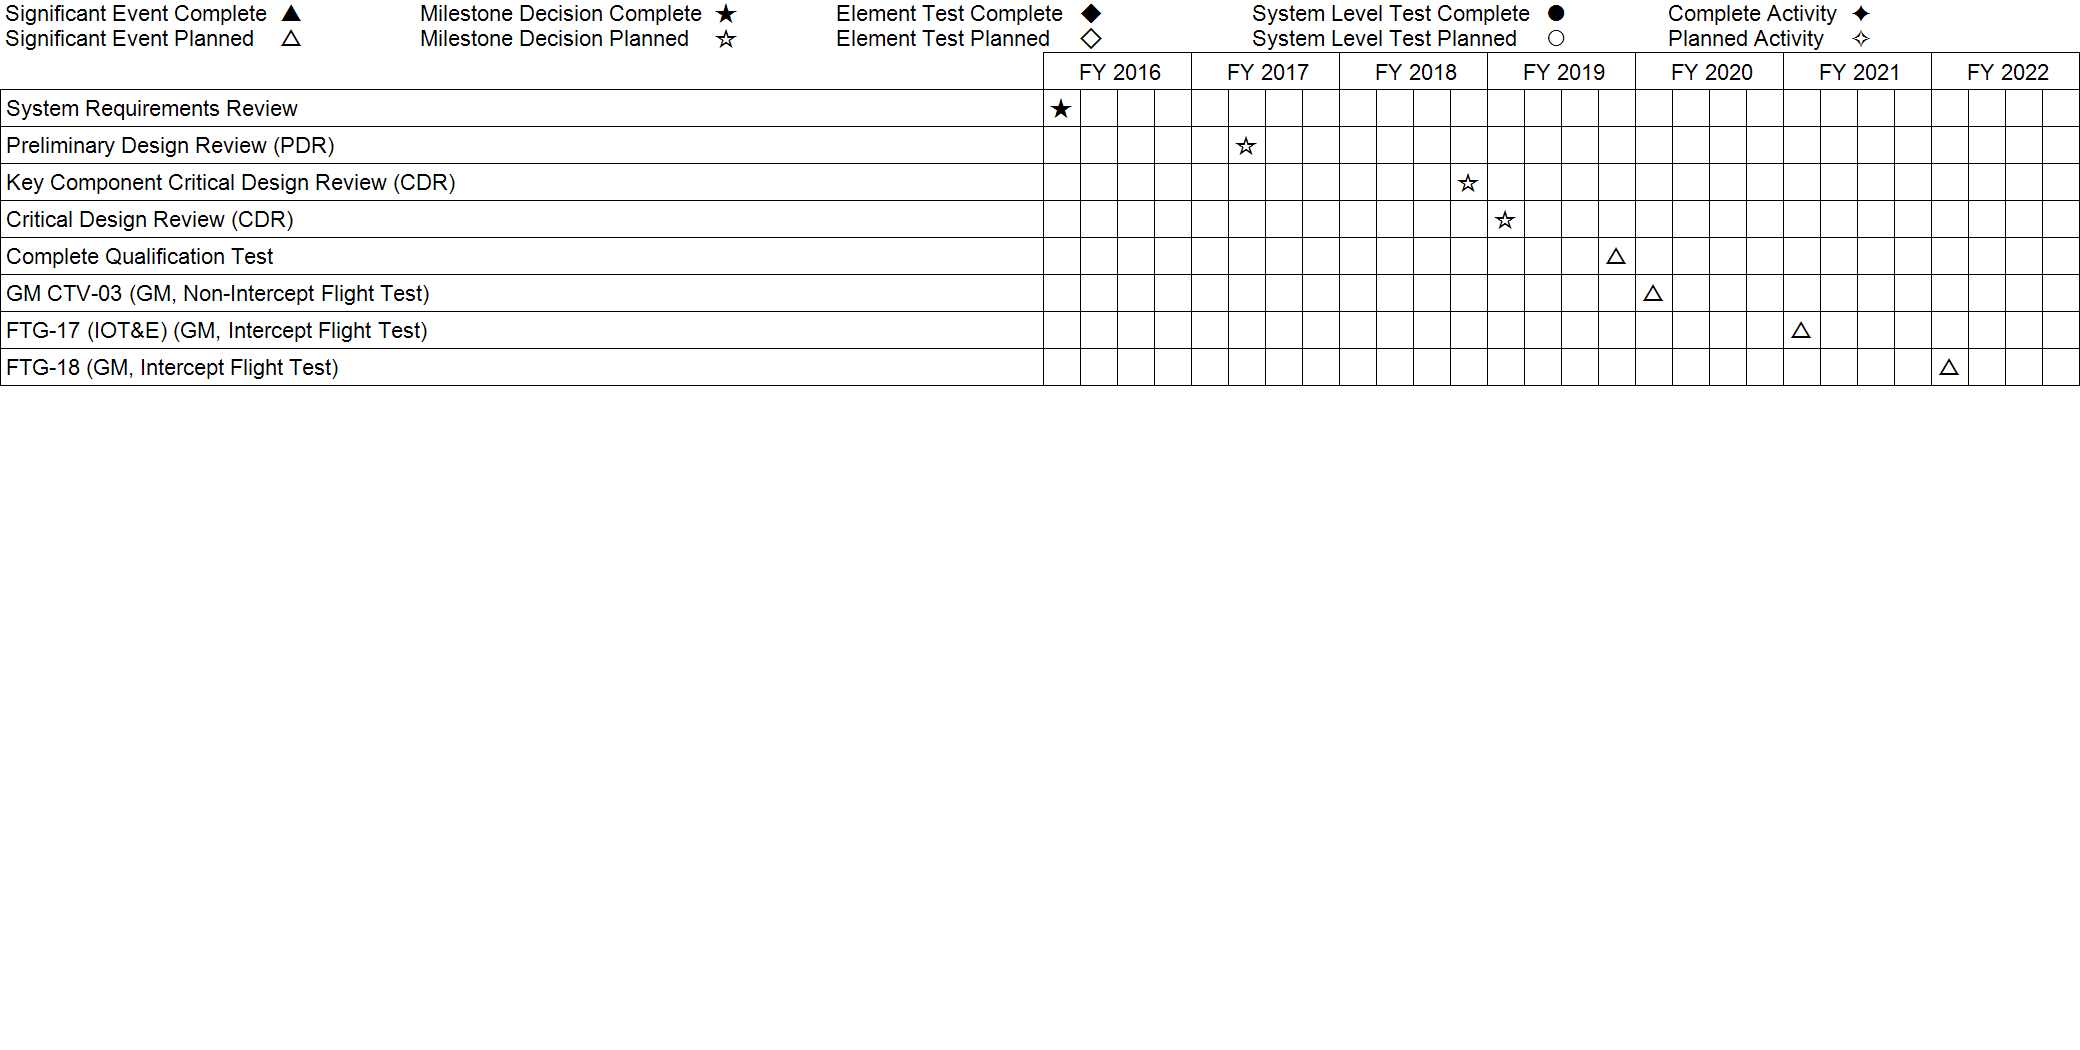 Significant Event Complete ▲ Milestone Decision Complete ★ Element Test Complete ◆ System Level Test Complete ● Complete Activity ✦
Significant Event Planned △ Milestone Decision Planned ☆ Element Test Planned ◇ System Level Test Planned ○ Planned Activity ✧
FY 2016 FY 2017 FY 2018 FY 2019 FY 2020 FY 2021 FY 2022
System Requirements Review ★
Preliminary Design Review (PDR) ☆
Key Component Critical Design Review (CDR) ☆
Critical Design Review (CDR) ☆
Complete Qualification Test △
GM CTV-03 (GM, Non-Intercept Flight Test) △
FTG-17 (IOT&E) (GM, Intercept Flight Test) △
FTG-18 (GM, Intercept Flight Test) △